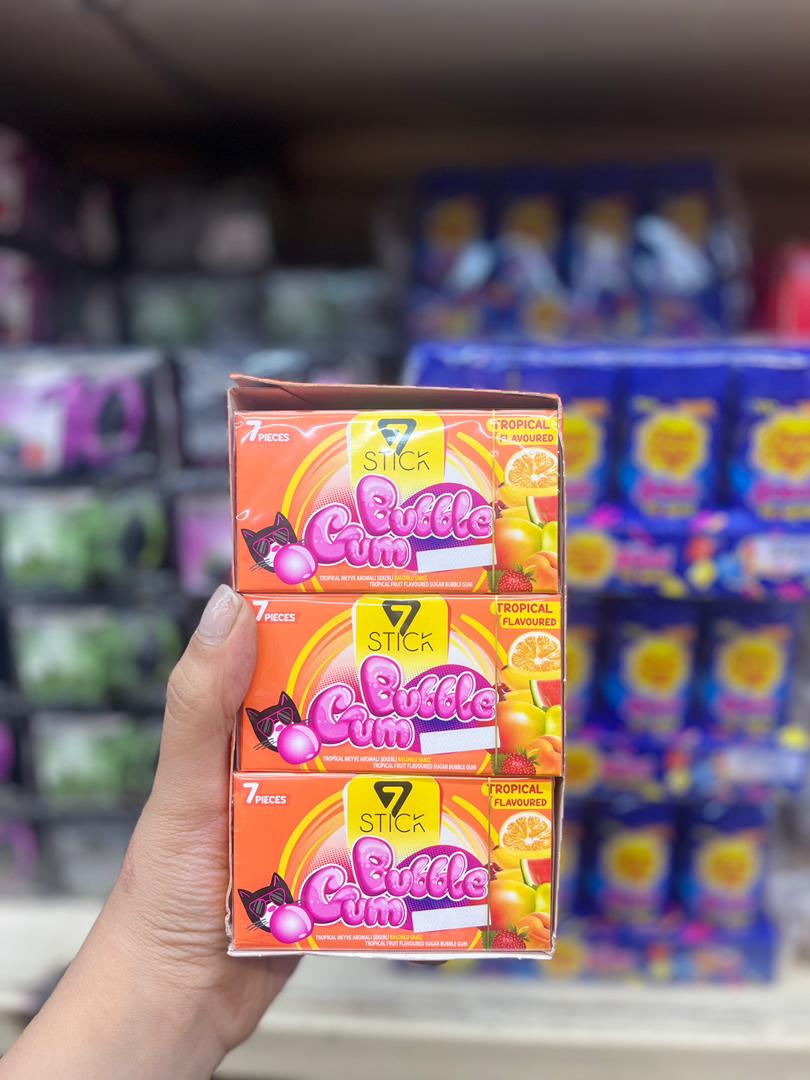 7 PIECES
7
STICK
TROPICAL
FLAVOURED
Bubble
Gum
TROPİKAL MEYVE AROMALI ŞEKERLİ BALONLU SAKIZ
TROPICAL FRUIT FLAVOURED SUGAR BUBBLE GUM
7 PIECES
7
STICK
TROPICAL
FLAVOURED
Bubble
Gum
TROPİKAL MEYVE AROMALI ŞEKERLİ BALONLU SAKIZ
TROPICAL FRUIT FLAVOURED SUGAR BUBBLE GUM
7 PIECES
7
STICK
TROPICAL
FLAVOURED
Bubble
Gum
TROPİKAL MEYVE AROMALI ŞEKERLİ BALONLU SAKIZ
TROPICAL FRUIT FLAVOURED SUGAR BUBBLE GUM